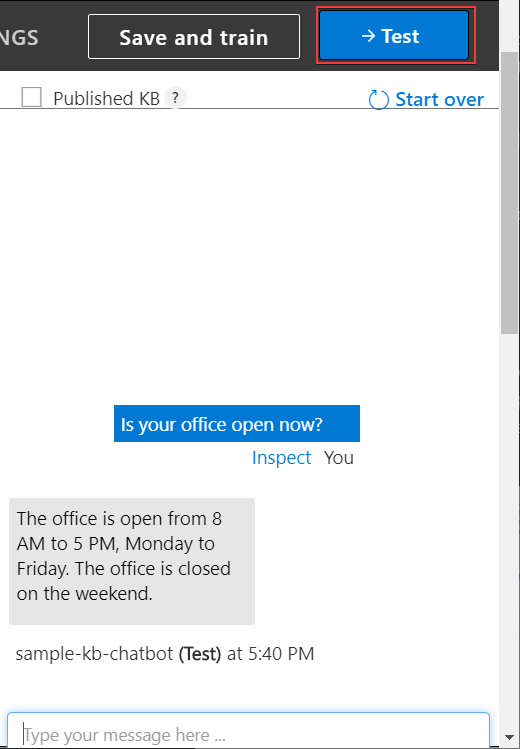 NGS Save and train → Test
Published KB ? Start over
Is your office open now?
Inspect You
The office is open from 8
AM to 5 PM, Monday to
Friday. The office is closed
on the weekend.
sample-kb-chatbot (Test) at 5:40 PM
Type your message here ...